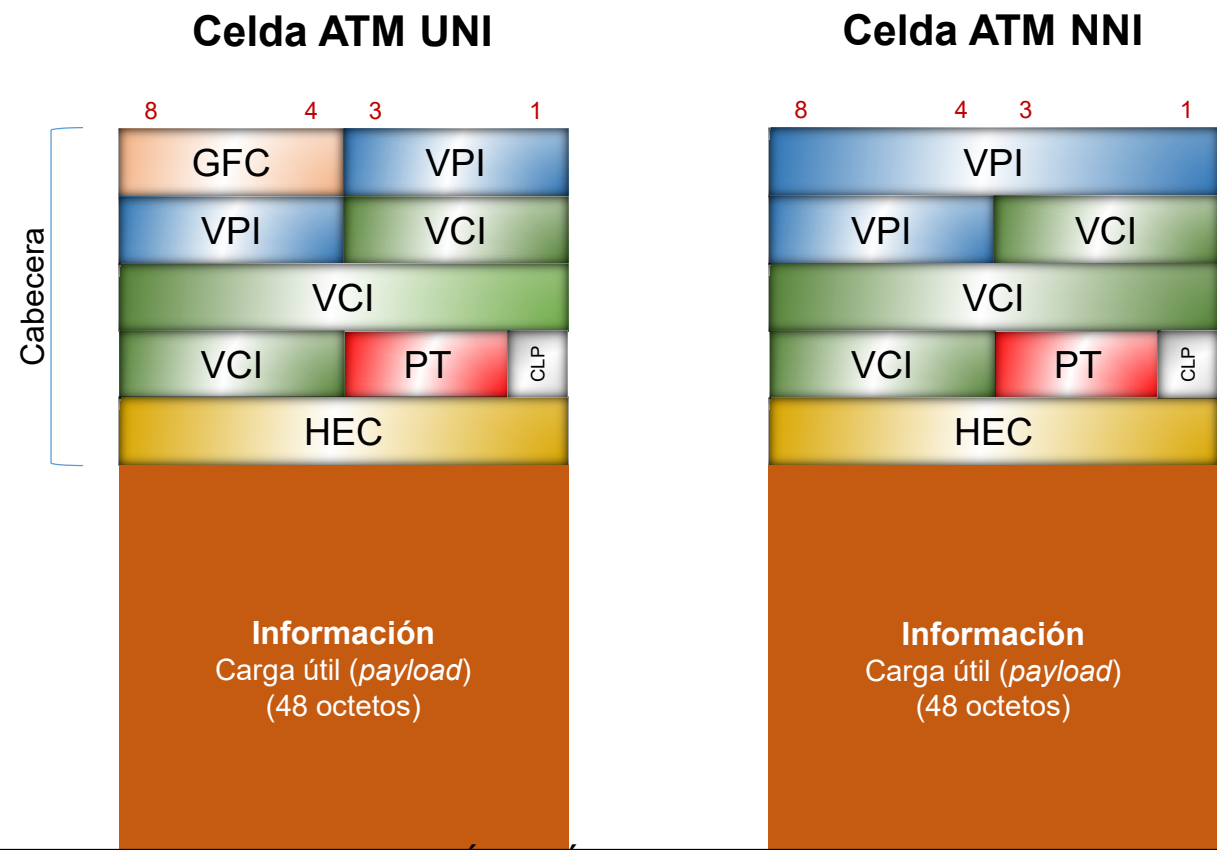 Celda ATM UNI
8 4 3 1
Cabecera
GFC VPI
VPI VCI
VCI
VCI PT CLP
HEC
Información
Carga útil (payload)
(48 octetos)
Celda ATM NNI
8 4 3 1
VPI
VPI VCI
VCI
VCI PT CLP
HEC
Información
Carga útil (payload)
(48 octetos)